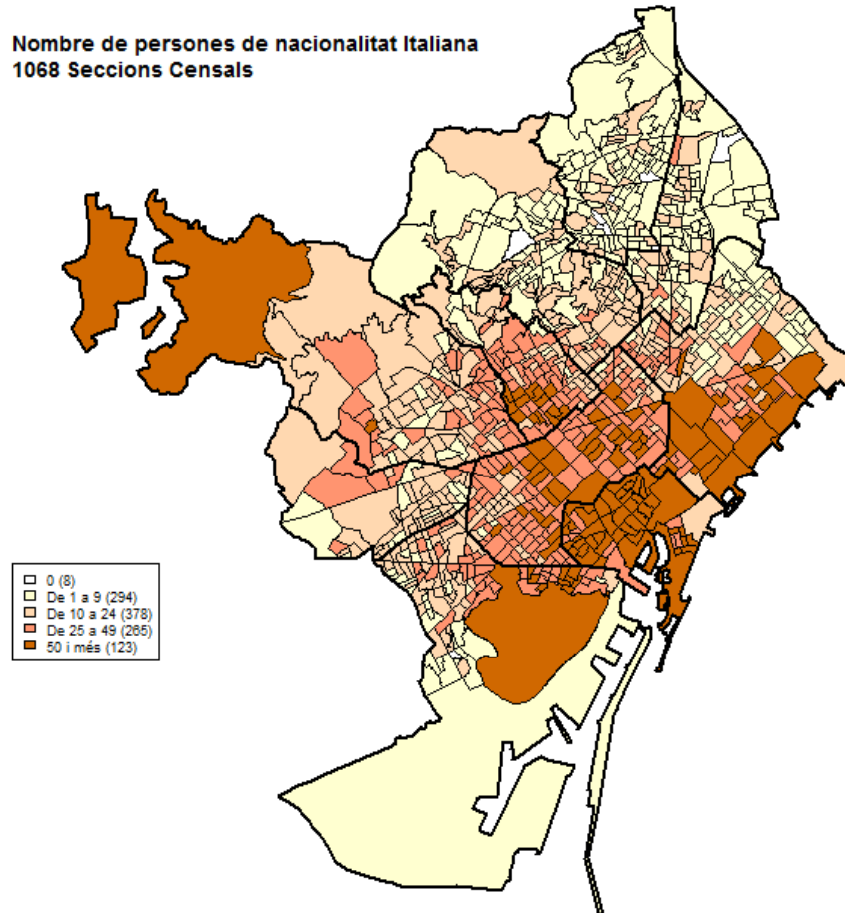 Nombre de persones de nacionalitat Italiana
1068 Seccions Censals
0 (8)
De 1 a 9 (294)
De 10 a 24 (378)
De 25 a 49 (265)
50 i més (123)